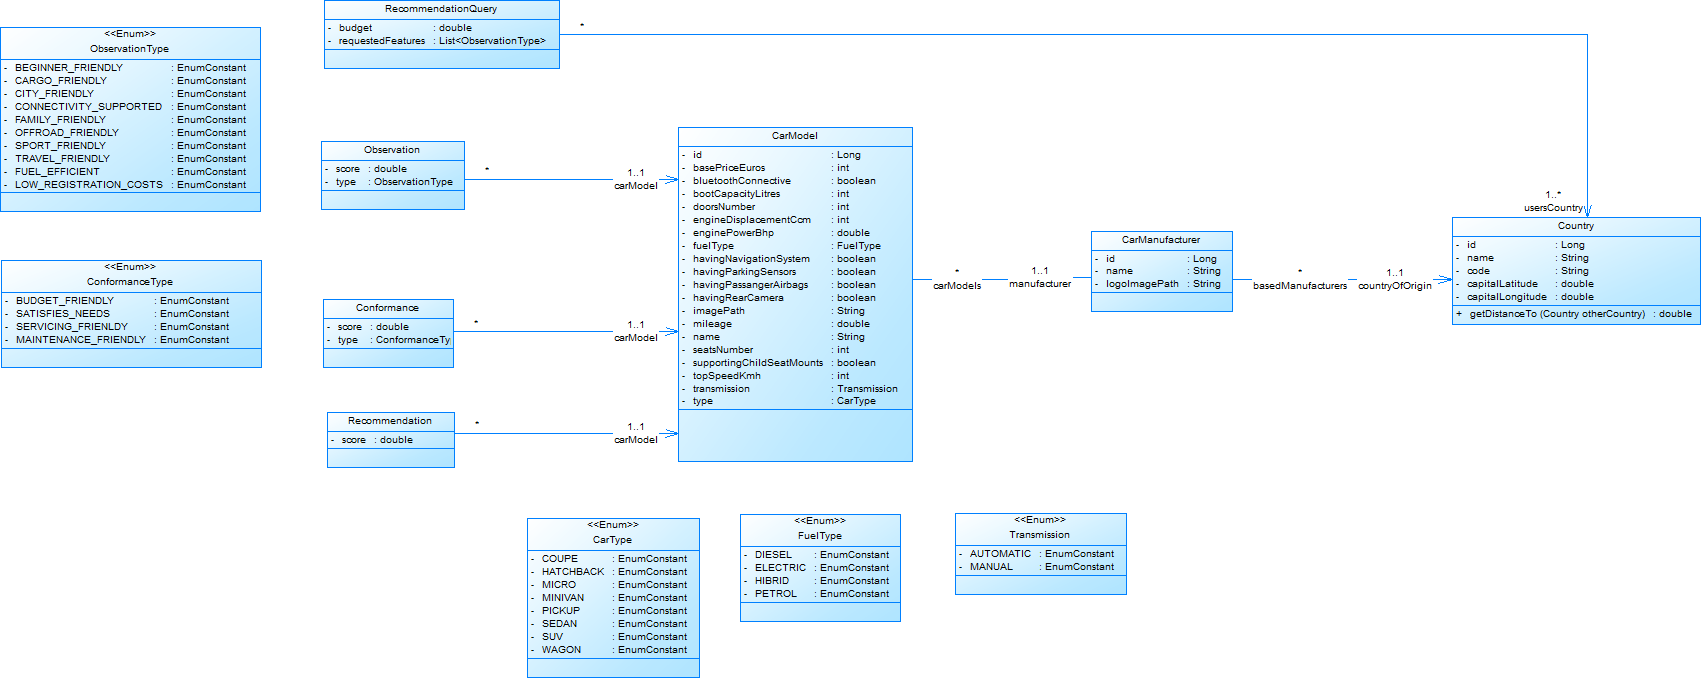 RecommendationQuery
- budget : double
- requestedFeatures : List<ObservationType>
*
<<Enum>>
ObservationType
- BEGINNER_FRIENDLY : EnumConstant
- CARGO_FRIENDLY : EnumConstant
- CITY_FRIENDLY : EnumConstant
- CONNECTIVITY_SUPPORTED : EnumConstant
- FAMILY_FRIENDLY : EnumConstant
- OFFROAD_FRIENDLY : EnumConstant
- SPORT_FRIENDLY : EnumConstant
- TRAVEL_FRIENDLY : EnumConstant
- FUEL_EFFICIENT : EnumConstant
- LOW_REGISTRATION_COSTS : EnumConstant
Observation
- score : double
- type : ObservationType
*
1..1
carModel
CarModel
- id : Long
- basePriceEuros : int
- bluetoothConnective : boolean
- bootCapacityLitres : int
- doorsNumber : int
- engineDisplacementCcm : int
- enginePowerBhp : double
- fuelType : FuelType
- havingNavigationSystem : boolean
- havingParkingSensors : boolean
- havingPassangerAirbags : boolean
- havingRearCamera : boolean
- imagePath : String
- mileage : double
- name : String
- seatsNumber : int
- supportingChildSeatMounts : boolean
- topSpeedKmh : int
- transmission : Transmission
- type : CarType
*
carModels
1..1
manufacturer
CarManufacturer
- id : Long
- name : String
- logoImagePath : String
*
basedManufacturers
1..1
countryOfOrigin
1..*
usersCountry
Country
- id : Long
- name : String
- code : String
- capitalLatitude : double
- capitalLongitude : double
+ getDistanceTo (Country otherCountry) : double
<<Enum>>
ConformanceType
- BUDGET_FRIENDLY : EnumConstant
- SATISFIES_NEEDS : EnumConstant
- SERVICING_FRIENLDY : EnumConstant
- MAINTENANCE_FRIENDLY : EnumConstant
Conformance
- score : double
- type : ConformanceTy
*
1..1
carModel
Recommendation
- score : double
*
1..1
carModel
<<Enum>>
CarType
- COUPE : EnumConstant
- HATCHBACK : EnumConstant
- MICRO : EnumConstant
- MINIVAN : EnumConstant
- PICKUP : EnumConstant
- SEDAN : EnumConstant
- SUV : EnumConstant
- WAGON : EnumConstant
<<Enum>>
FuelType
- DIESEL : EnumConstant
- ELECTRIC : EnumConstant
- HIBRID : EnumConstant
- PETROL : EnumConstant
<<Enum>>
Transmission
- AUTOMATIC : EnumConstant
- MANUAL : EnumConstant